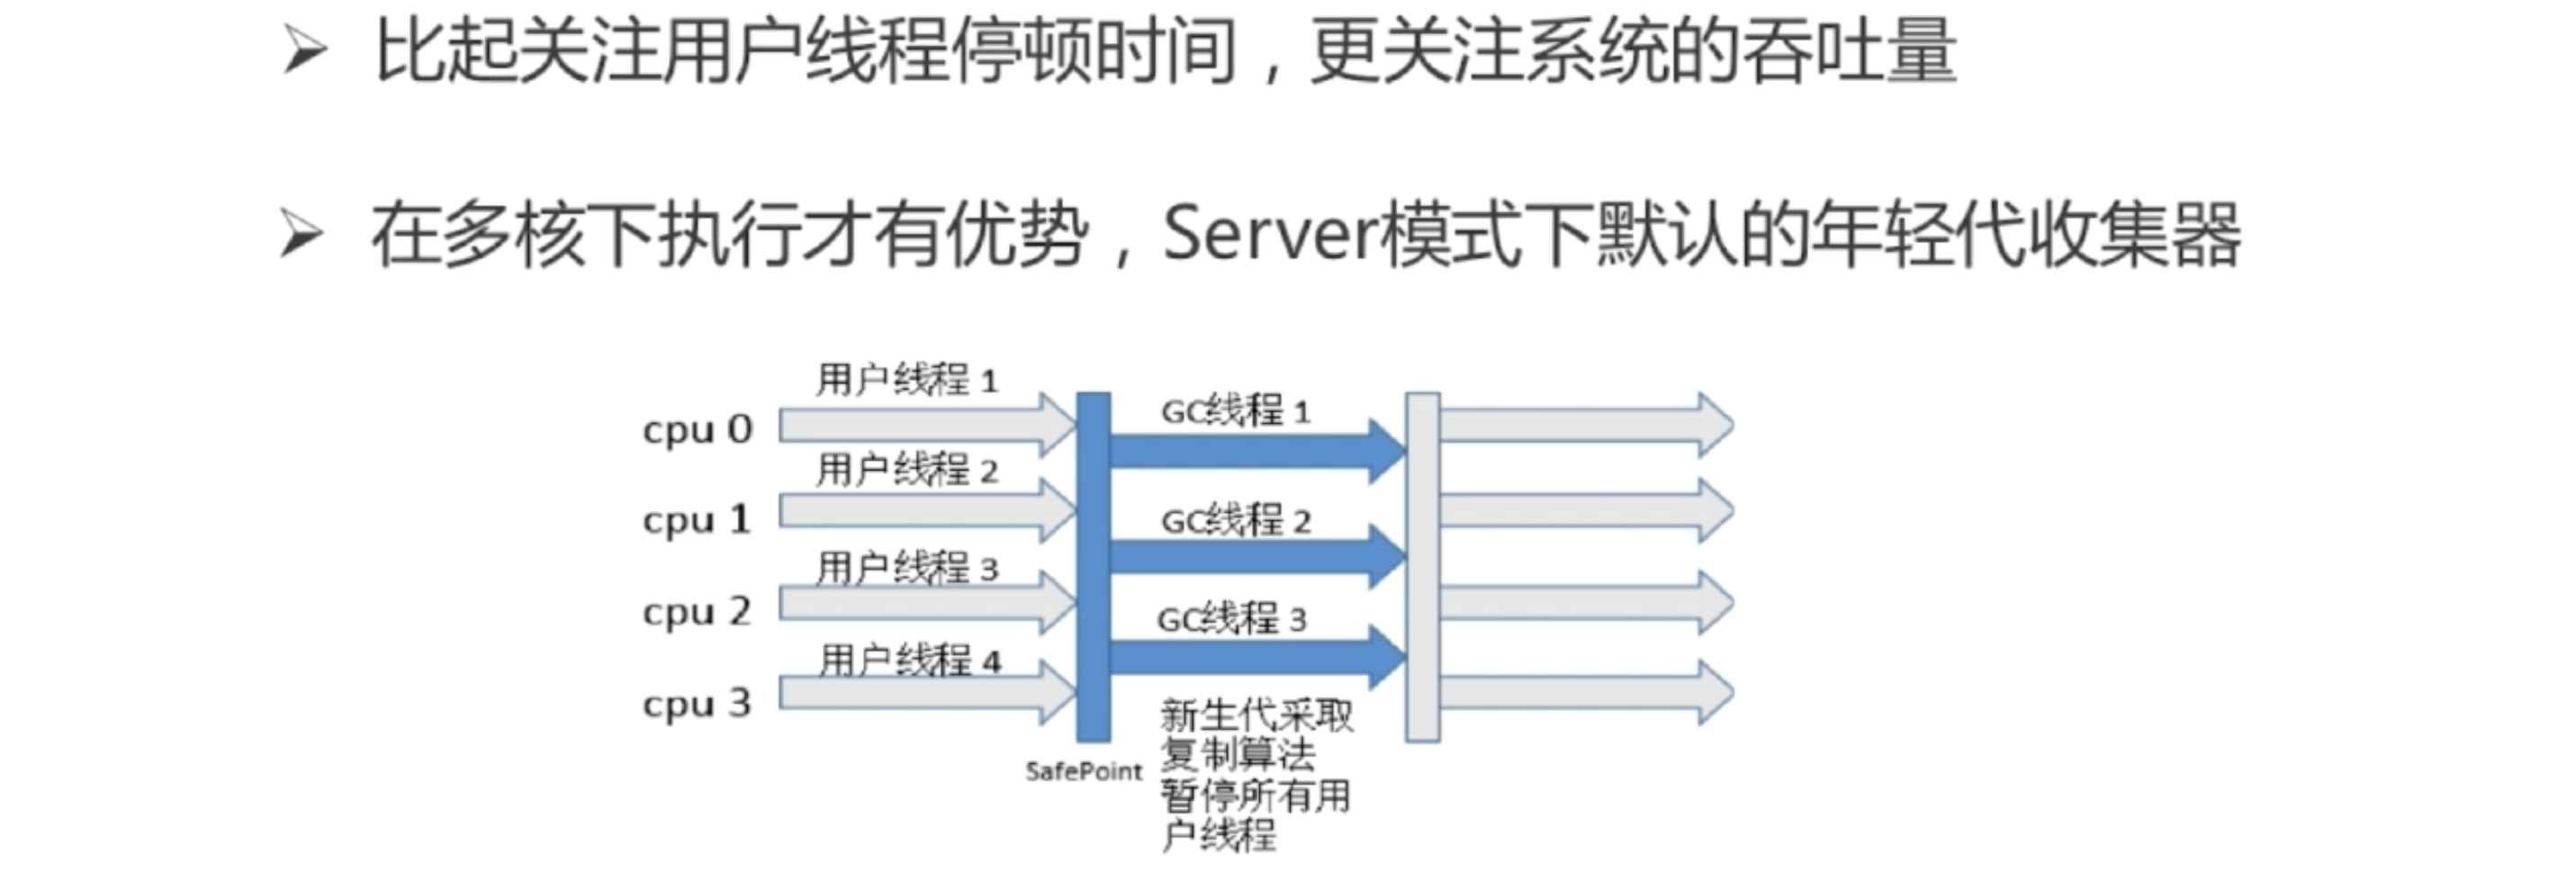 比起关注用户线程停顿时间，更关注系统的吞吐量
在多核下执行才有优势，Server模式下默认的年轻代收集器
用户线程 1
cpu 0
GC线程 1
用户线程 2
cpu 1
GC线程 2
用户线程 3
cpu 2
GC线程 3
用户线程 4
cpu 3
SafePoint
新生代采取
复制算法
暂停所有用
户线程